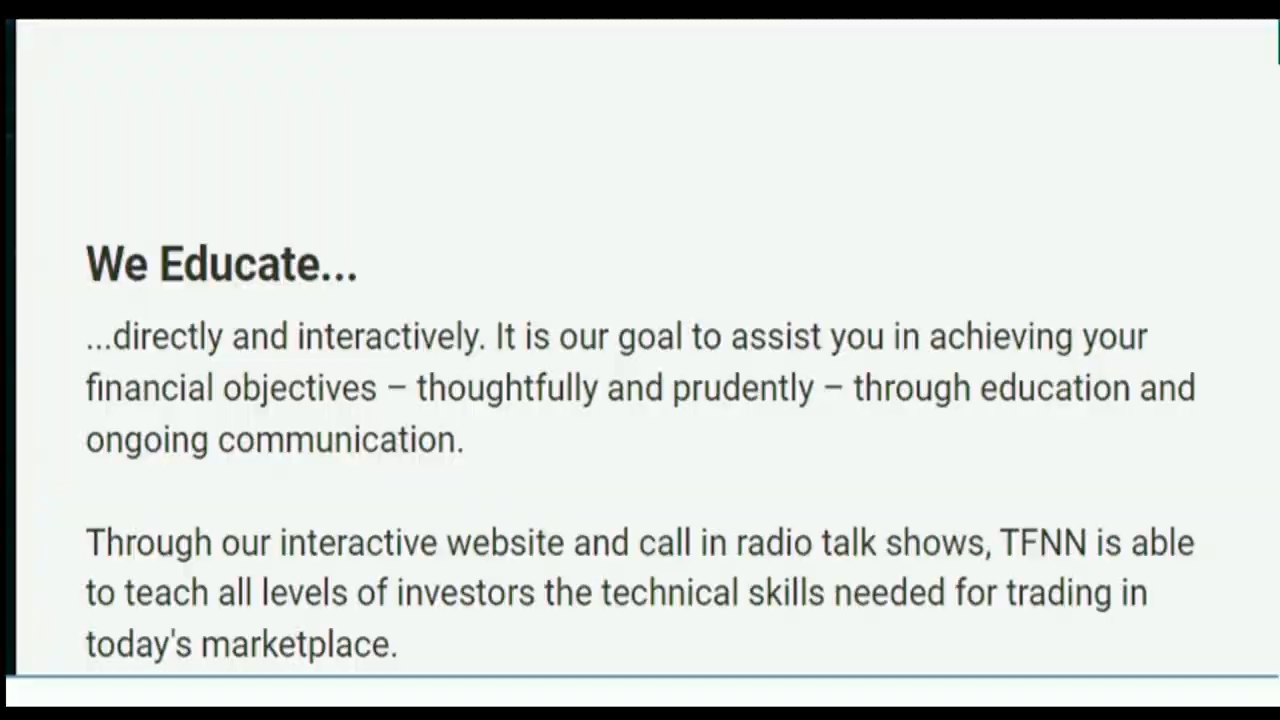 We Educate...
...directly and interactively. It is our goal to assist you in achieving your
financial objectives – thoughtfully and prudently – through education and
ongoing communication.
Through our interactive website and call in radio talk shows, TFNN is able
to teach all levels of investors the technical skills needed for trading in
today's marketplace.